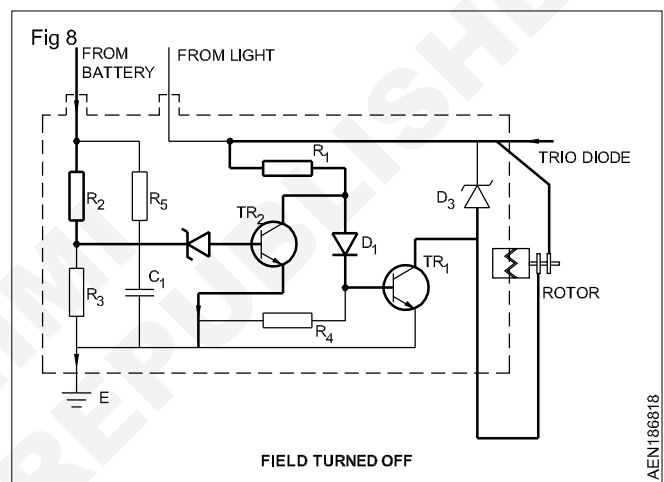 Fig 8
FROM BATTERY
FROM LIGHT
R1
TRIO DIODE
R2
R5
TR2
D3
D1
TR1
C1
R3
R4
ROTOR
E
FIELD TURNED OFF
AEN186818